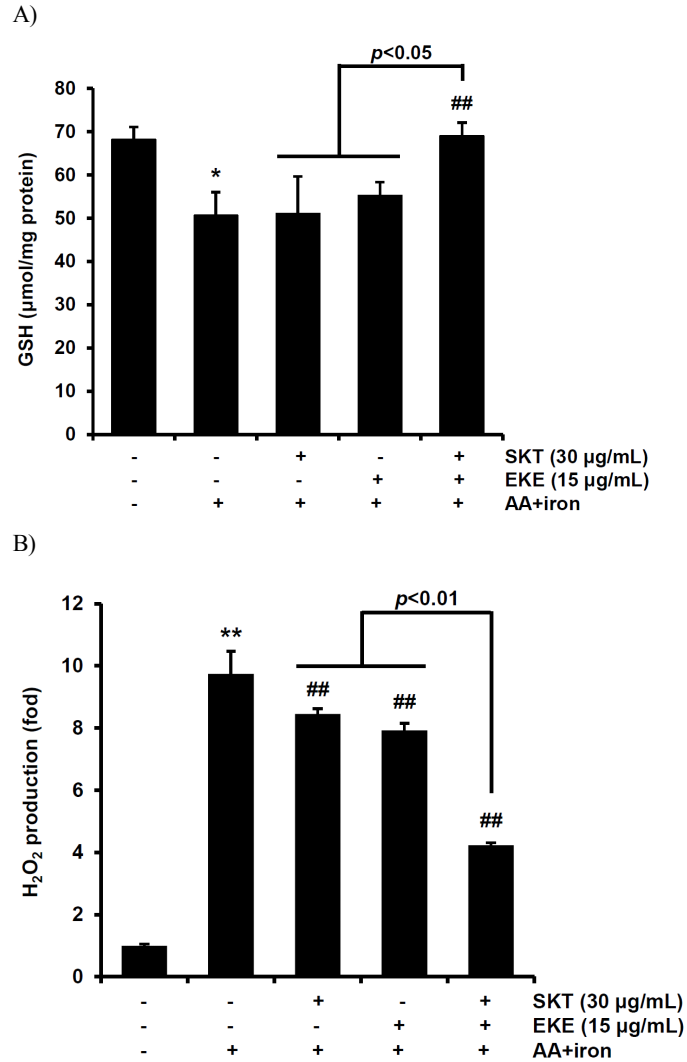 A)
p<0.05
##
*
80
70
60
50
40
30
20
10
0
GSH (µmol/mg protein)
- - + - + SKT (30 µg/mL)
- - - + + EKE (15 µg/mL)
- + + + + AA+iron
B)
p<0.01
**
## ##
##
12
10
8
6
4
2
0
H₂O₂ production (fod)
- - + - + SKT (30 µg/mL)
- - - + + EKE (15 µg/mL)
- + + + + AA+iron